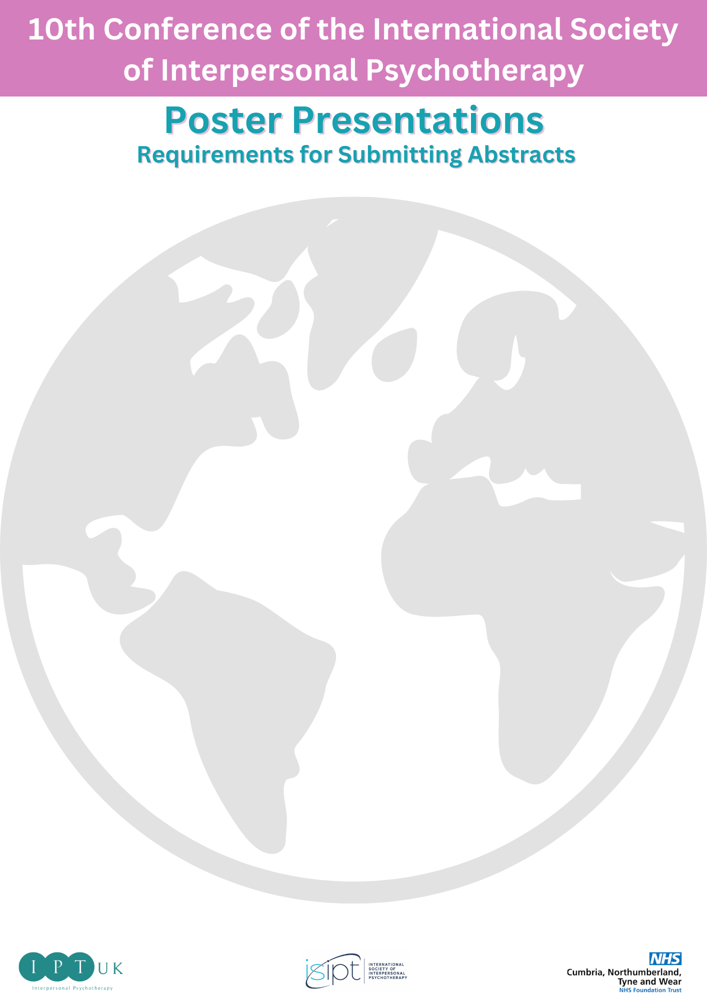 10th Conference of the International Society
of Interpersonal Psychotherapy
Poster Presentations
Requirements for Submitting Abstracts
IPT UK
Interpersonal Psychotherapy
isipt
INTERNATIONAL
SOCIETY OF
INTERPERSONAL
PSYCHOTHERAPY
NHS
Cumbria, Northumberland,
Tyne and Wear
NHS Foundation Trust